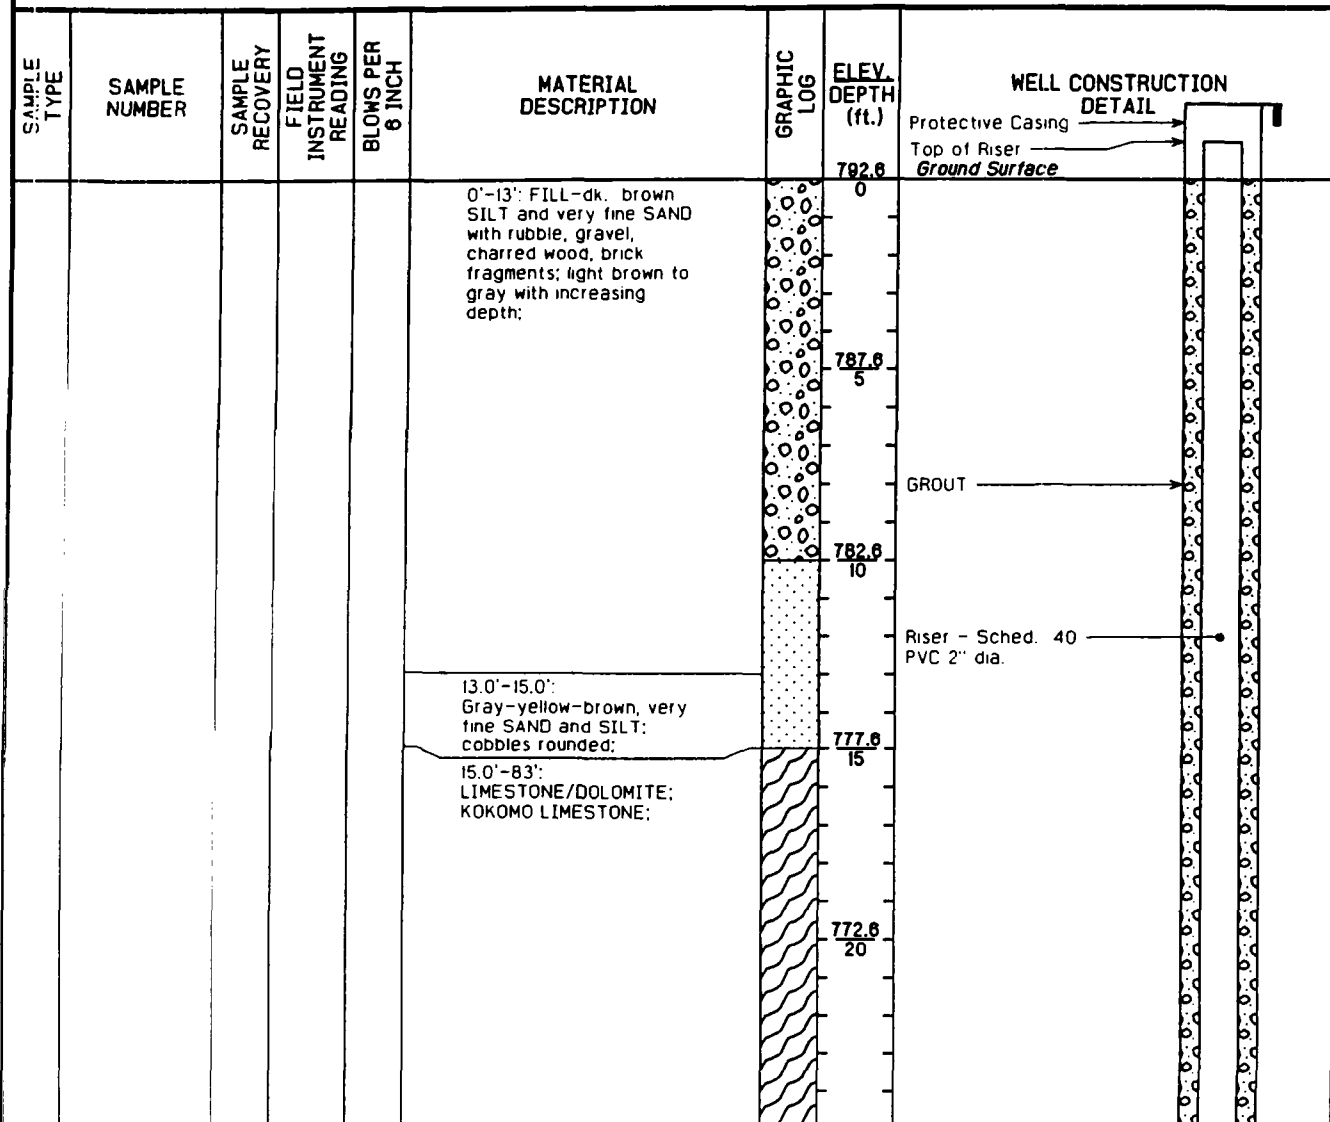 SAMPLE
TYPE
SAMPLE
NUMBER
SAMPLE
RECOVERY
FIELD
INSTRUMENT
READING
BLOWS PER
6 INCH
MATERIAL
DESCRIPTION
GRAPHIC
LOG
ELEV.
DEPTH
(ft.)
WELL CONSTRUCTION
DETAIL
Protective Casing
Top of Riser
Ground Surface
792.6
0
0'-13': FILL-dk. brown
SILT and very fine SAND
with rubble, gravel,
charred wood, brick
fragments; light brown to
gray with increasing
depth;
787.6
5
GROUT
782.6
10
Riser - Sched. 40
PVC 2" dia.
13.0'-15.0':
Gray-yellow-brown, very
fine SAND and SILT;
cobbles rounded;
777.6
15
15.0'-83':
LIMESTONE/DOLOMITE;
KOKOMO LIMESTONE;
772.6
20